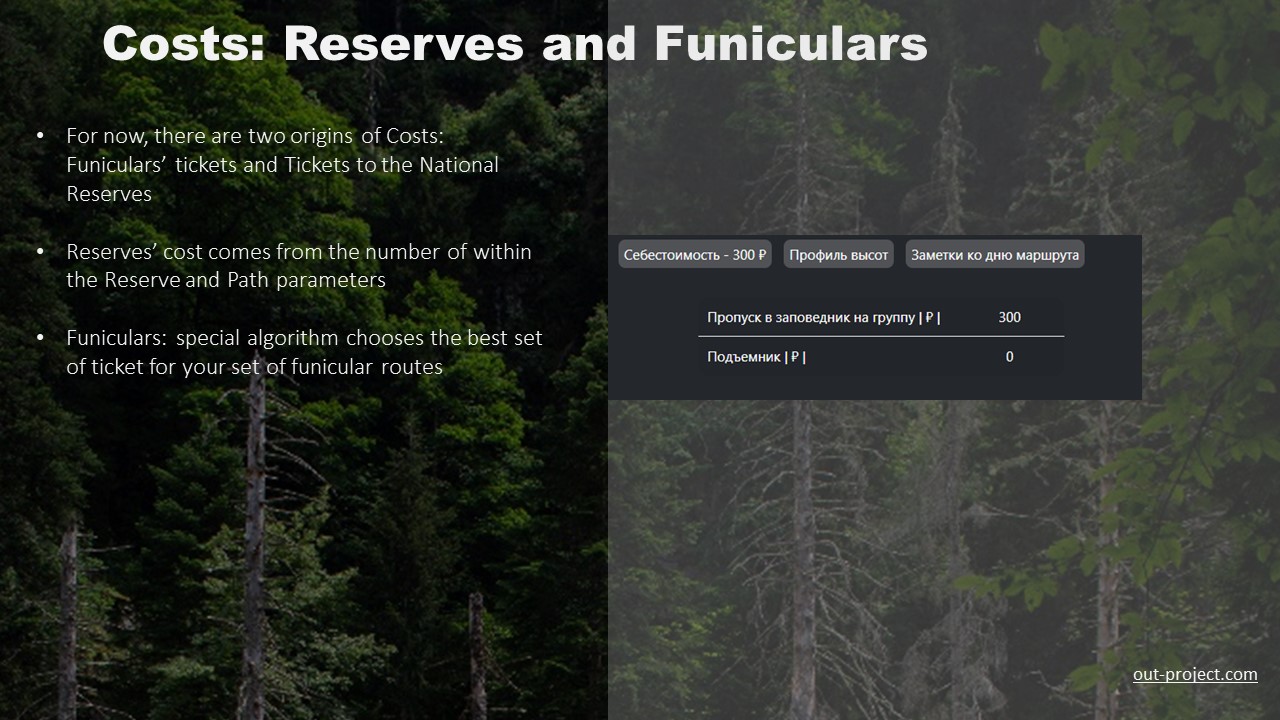 Costs: Reserves and Funiculars
• For now, there are two origins of Costs:
Funiculars’ tickets and Tickets to the National
Reserves
• Reserves’ cost comes from the number of within
the Reserve and Path parameters
• Funiculars: special algorithm chooses the best set
of ticket for your set of funicular routes
Себестоимость - 300 ₽ Профиль высот Заметки ко дню маршрута
Пропуск в заповедник на группу | ₽ | 300
Подъемник | ₽ | 0
out-project.com